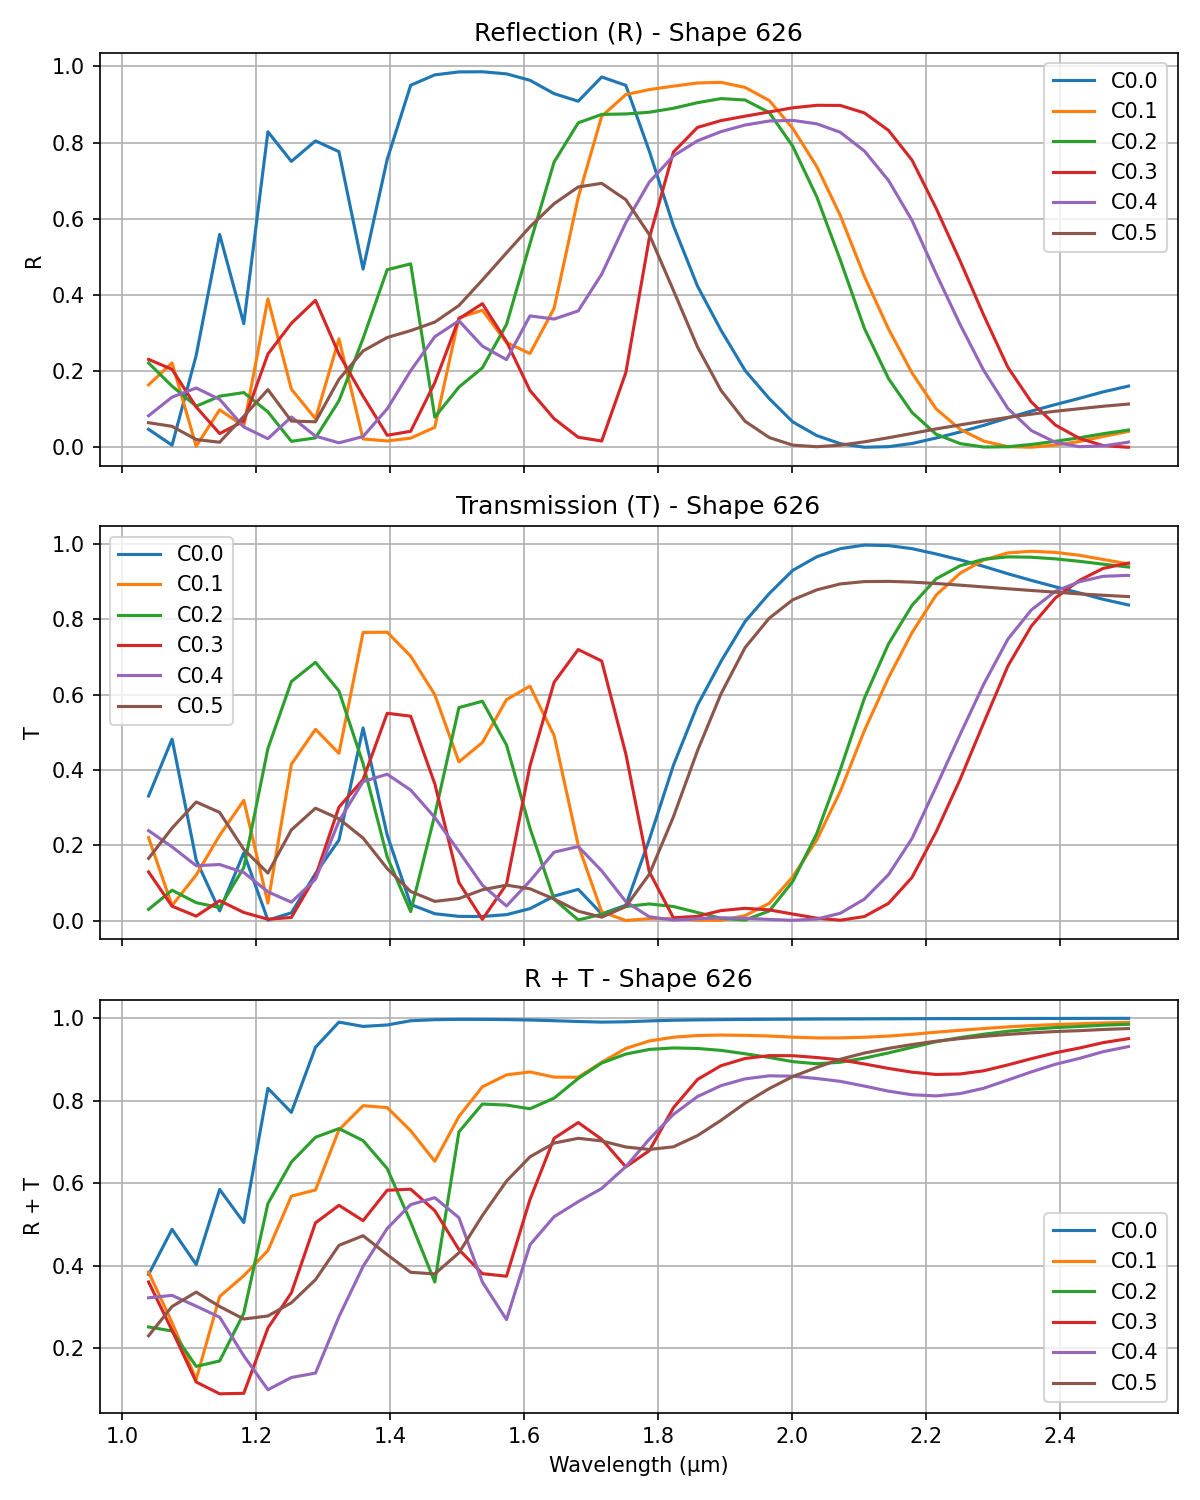 Reflection (R) - Shape 626
1.0
0.8
0.6
0.4
0.2
0.0
R
C0.0
C0.1
C0.2
C0.3
C0.4
C0.5
Transmission (T) - Shape 626
1.0
0.8
0.6
0.4
0.2
0.0
T
C0.0
C0.1
C0.2
C0.3
C0.4
C0.5
R + T - Shape 626
1.0
0.8
0.6
0.4
0.2
R + T
C0.0
C0.1
C0.2
C0.3
C0.4
C0.5
1.0 1.2 1.4 1.6 1.8 2.0 2.2 2.4
Wavelength (μm)